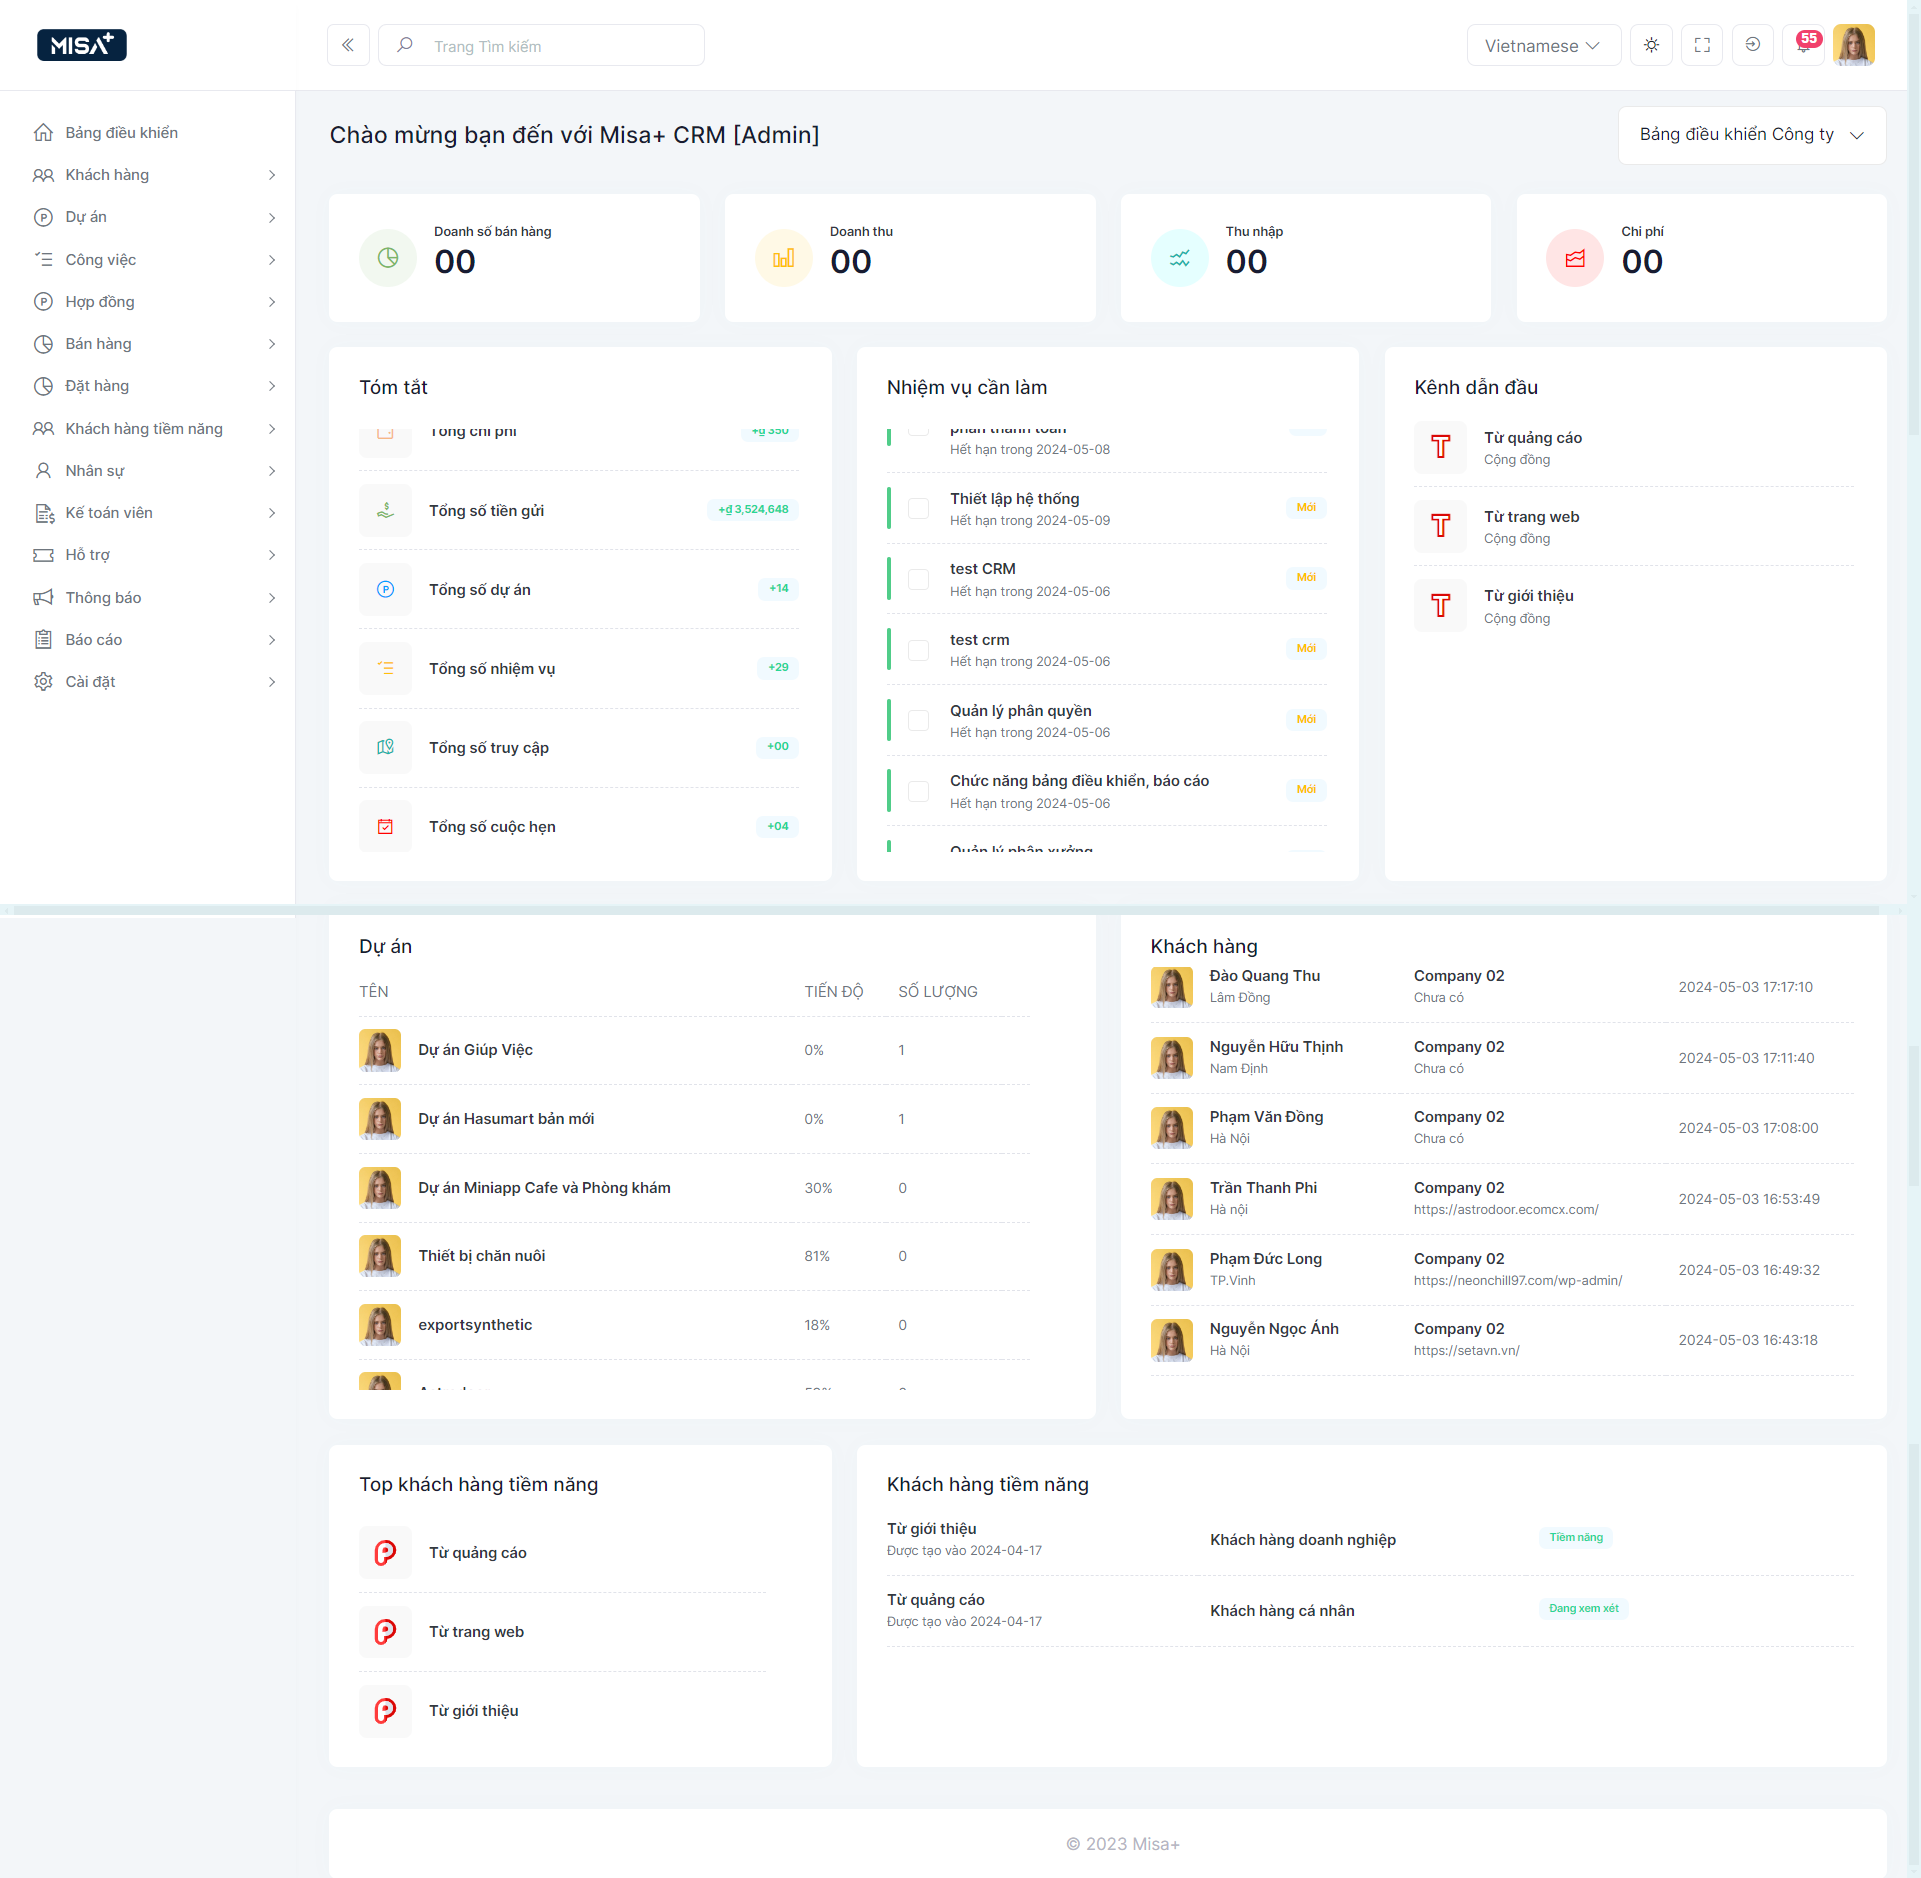 MISA+
Trang Tìm kiếm
Vietnamese
55
Bảng điều khiển
Khách hàng
Dự án
Công việc
Hợp đồng
Bán hàng
Đặt hàng
Khách hàng tiềm năng
Nhân sự
Kế toán viên
Hỗ trợ
Thông báo
Báo cáo
Cài đặt
Chào mừng bạn đến với Misa+ CRM [Admin]
Bảng điều khiển Công ty
Doanh số bán hàng
00
Doanh thu
00
Thu nhập
00
Chi phí
00
Tóm tắt
Tổng chi phí
+₫ 350
Tổng số tiền gửi
+₫ 3,524,648
Tổng số dự án
+14
Tổng số nhiệm vụ
+29
Tổng số truy cập
+00
Tổng số cuộc hẹn
+04
Nhiệm vụ cần làm
phần thanh toán
Hết hạn trong 2024-05-08
Thiết lập hệ thống
Hết hạn trong 2024-05-09
Mới
test CRM
Hết hạn trong 2024-05-06
Mới
test crm
Hết hạn trong 2024-05-06
Mới
Quản lý phân quyền
Hết hạn trong 2024-05-06
Mới
Chức năng bảng điều khiển, báo cáo
Hết hạn trong 2024-05-06
Mới
Quản lý phân xưởng
Kênh dẫn đầu
T
Từ quảng cáo
Cộng đồng
T
Từ trang web
Cộng đồng
T
Từ giới thiệu
Cộng đồng
Dự án
TÊN TIẾN ĐỘ SỐ LƯỢNG
Dự án Giúp Việc 0% 1
Dự án Hasumart bản mới 0% 1
Dự án Miniapp Cafe và Phòng khám 30% 0
Thiết bị chăn nuôi 81% 0
exportsynthetic 18% 0
Khách hàng
Đào Quang Thu Company 02 2024-05-03 17:17:10
Lâm Đồng Chưa có
Nguyễn Hữu Thịnh Company 02 2024-05-03 17:11:40
Nam Định Chưa có
Phạm Văn Đồng Company 02 2024-05-03 17:08:00
Hà Nội Chưa có
Trần Thanh Phi Company 02 2024-05-03 16:53:49
Hà nội https://astrodoor.ecomcx.com/
Phạm Đức Long Company 02 2024-05-03 16:49:32
TP.Vinh https://neonchill97.com/wp-admin/
Nguyễn Ngọc Ánh Company 02 2024-05-03 16:43:18
Hà Nội https://setavn.vn/
Top khách hàng tiềm năng
Từ quảng cáo
Từ trang web
Từ giới thiệu
Khách hàng tiềm năng
Từ giới thiệu
Được tạo vào 2024-04-17
Khách hàng doanh nghiệp
Tiềm năng
Từ quảng cáo
Được tạo vào 2024-04-17
Khách hàng cá nhân
Đang xem xét
© 2023 Misa+